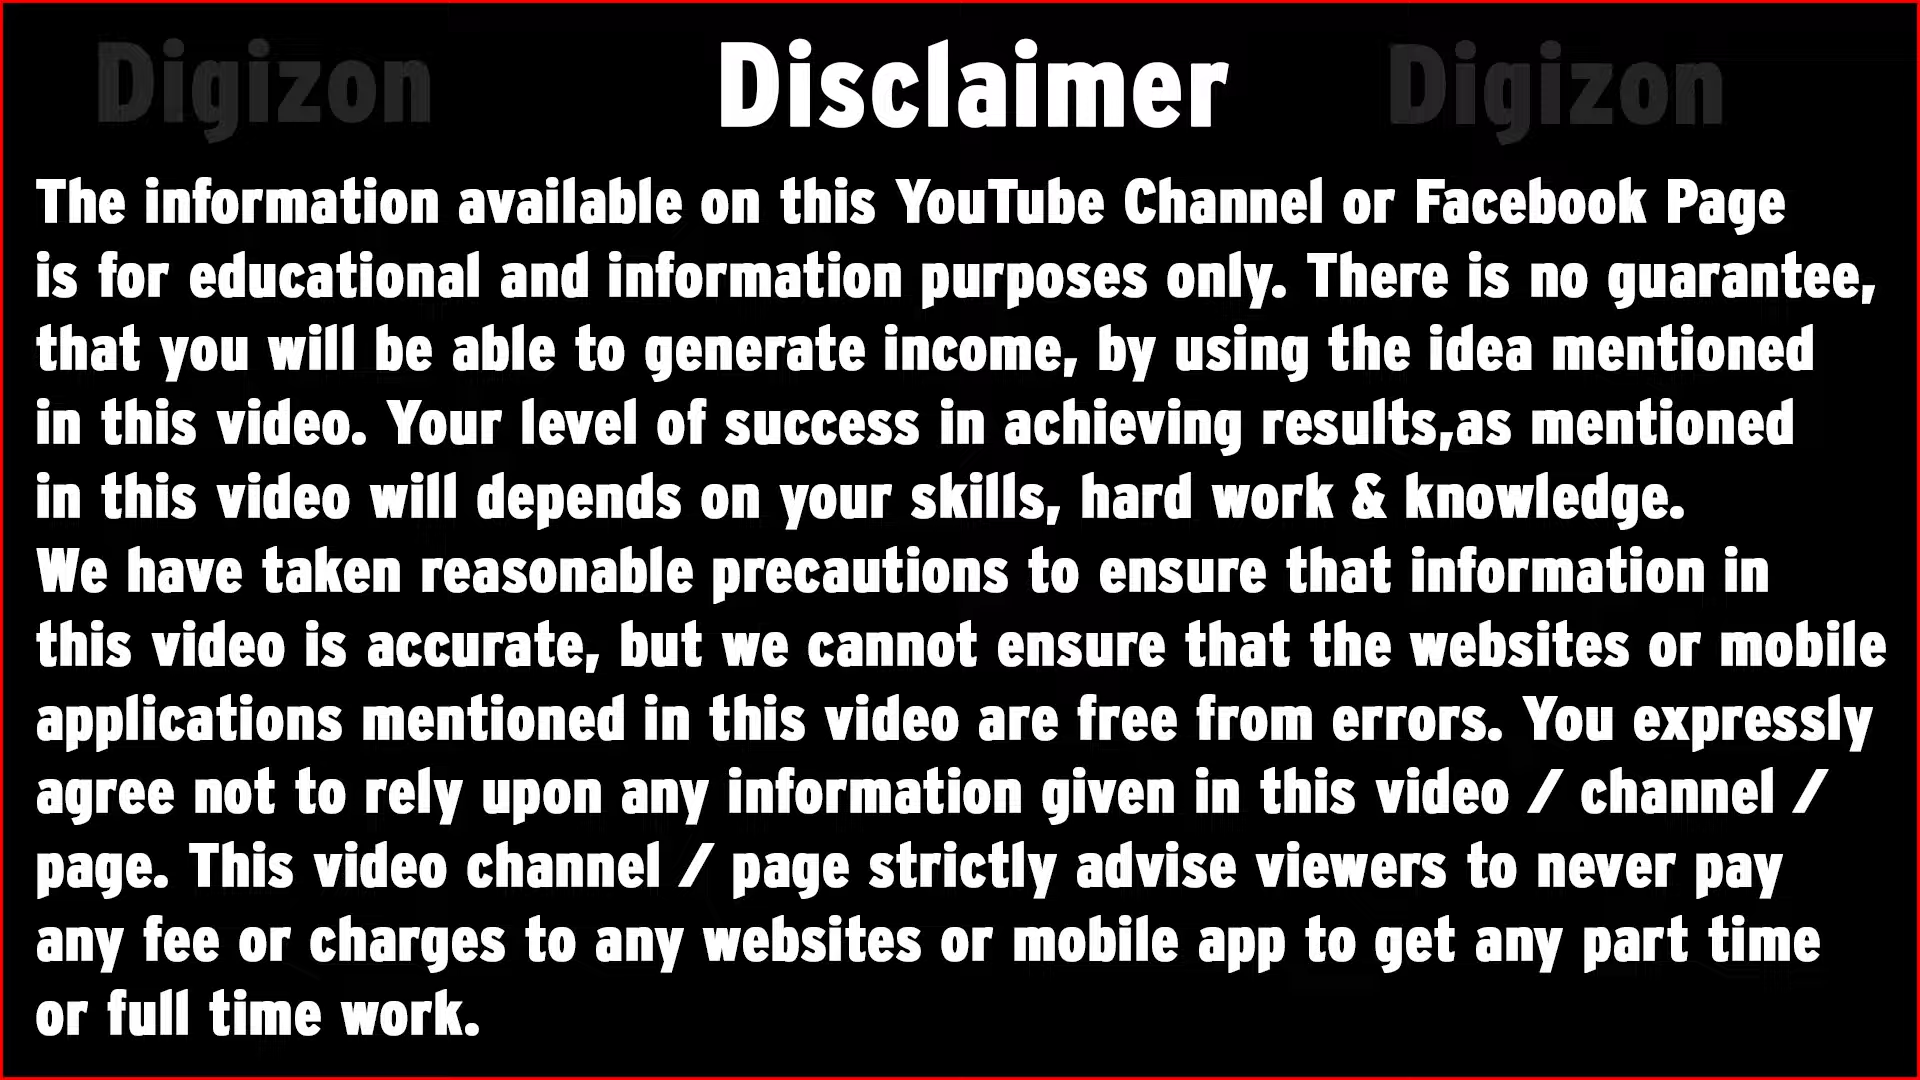 Digizon Disclaimer Digizon
The information available on this YouTube Channel or Facebook Page
is for educational and information purposes only. There is no guarantee,
that you will be able to generate income, by using the idea mentioned
in this video. Your level of success in achieving results,as mentioned
in this video will depends on your skills, hard work & knowledge.
We have taken reasonable precautions to ensure that information in
this video is accurate, but we cannot ensure that the websites or mobile
applications mentioned in this video are free from errors. You expressly
agree not to rely upon any information given in this video / channel /
page. This video channel / page strictly advise viewers to never pay
any fee or charges to any websites or mobile app to get any part time
or full time work.